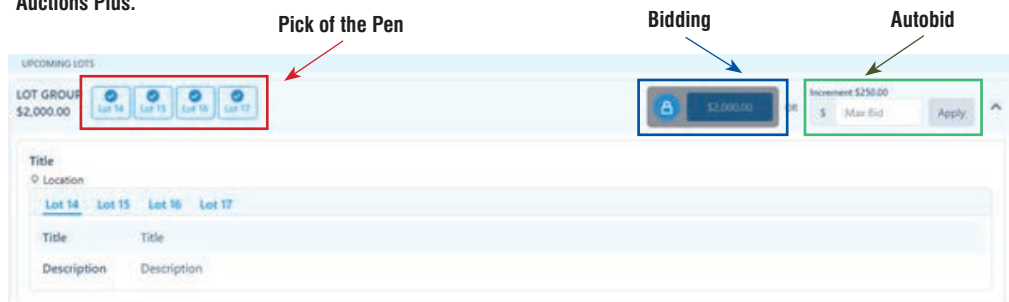 Auctions Plus.
Pick of the Pen
Bidding
Autobid
UPCOMING LOTS
LOT GROUP
$2,000.00
Lot 14 Lot 15 Lot 16 Lot 17
$2,000.00
OR
Increment $250.00
$ Max Bid
Apply
Title
Location
Lot 14 Lot 15 Lot 16 Lot 17
Title Title
Description Description